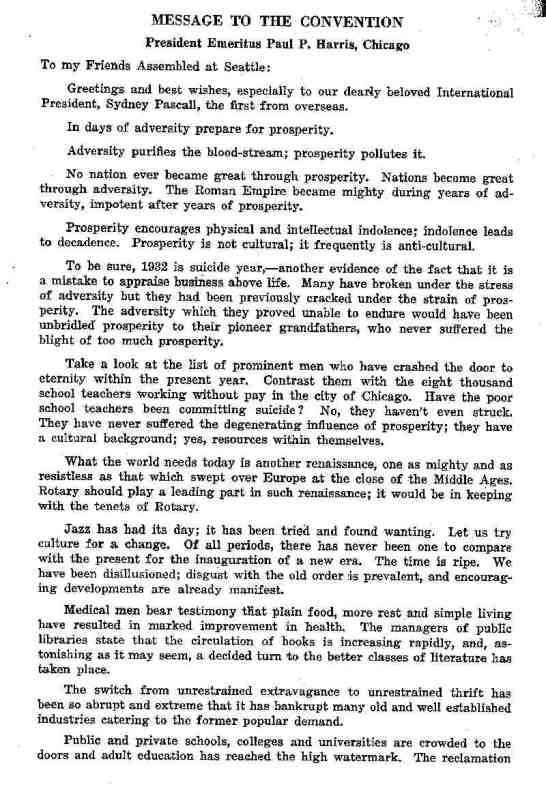 MESSAGE TO THE CONVENTION
President Emeritus Paul P. Harris, Chicago
To my Friends Assembled at Seattle:
Greetings and best wishes, especially to our dearly beloved International
President, Sydney Pascall, the first from overseas.
In days of adversity prepare for prosperity.
Adversity purifies the blood-stream; prosperity pollutes it.
No nation ever became great through prosperity. Nations become great
through adversity. The Roman Empire became mighty during years of ad-
versity, impotent after years of prosperity.
Prosperity encourages physical and intellectual indolence; indolence leads
to decadence. Prosperity is not cultural; it frequently is anti-cultural.
To be sure, 1932 is suicide year,—another evidence of the fact that it is
a mistake to appraise business above life. Many have broken under the stress
of adversity but they had been previously cracked under the strain of pros-
perity. The adversity which they proved unable to endure would have been
unbridled prosperity to their pioneer grandfathers, who never suffered the
blight of too much prosperity.
Take a look at the list of prominent men who have crashed the door to
eternity within the present year. Contrast them with the eight thousand
school teachers working without pay in the city of Chicago. Have the poor
school teachers been committing suicide? No, they haven't even struck.
They have never suffered the degenerating influence of prosperity; they have
a cultural background; yes, resources within themselves.
What the world needs today is another renaissance, one as mighty and as
resistless as that which swept over Europe at the close of the Middle Ages.
Rotary should play a leading part in such renaissance; it would be in keeping
with the tenets of Rotary.
Jazz has had its day; it has been tried and found wanting. Let us try
culture for a change. Of all periods, there has never been one to compare
with the present for the inauguration of a new era. The time is ripe. We
have been disillusioned; disgust with the old order is prevalent, and encourag-
ing developments are already manifest.
Medical men bear testimony that plain food, more rest and simple living
have resulted in marked improvement in health. The managers of public
libraries state that the circulation of books is increasing rapidly, and, as-
tonishing as it may seem, a decided turn to the better classes of literature has
taken place.
The switch from unrestrained extravagance to unrestrained thrift has
been so abrupt and extreme that it has bankrupt many old and well established
industries catering to the former popular demand.
Public and private schools, colleges and universities are crowded to the
doors and adult education has reached the high watermark. The reclamation